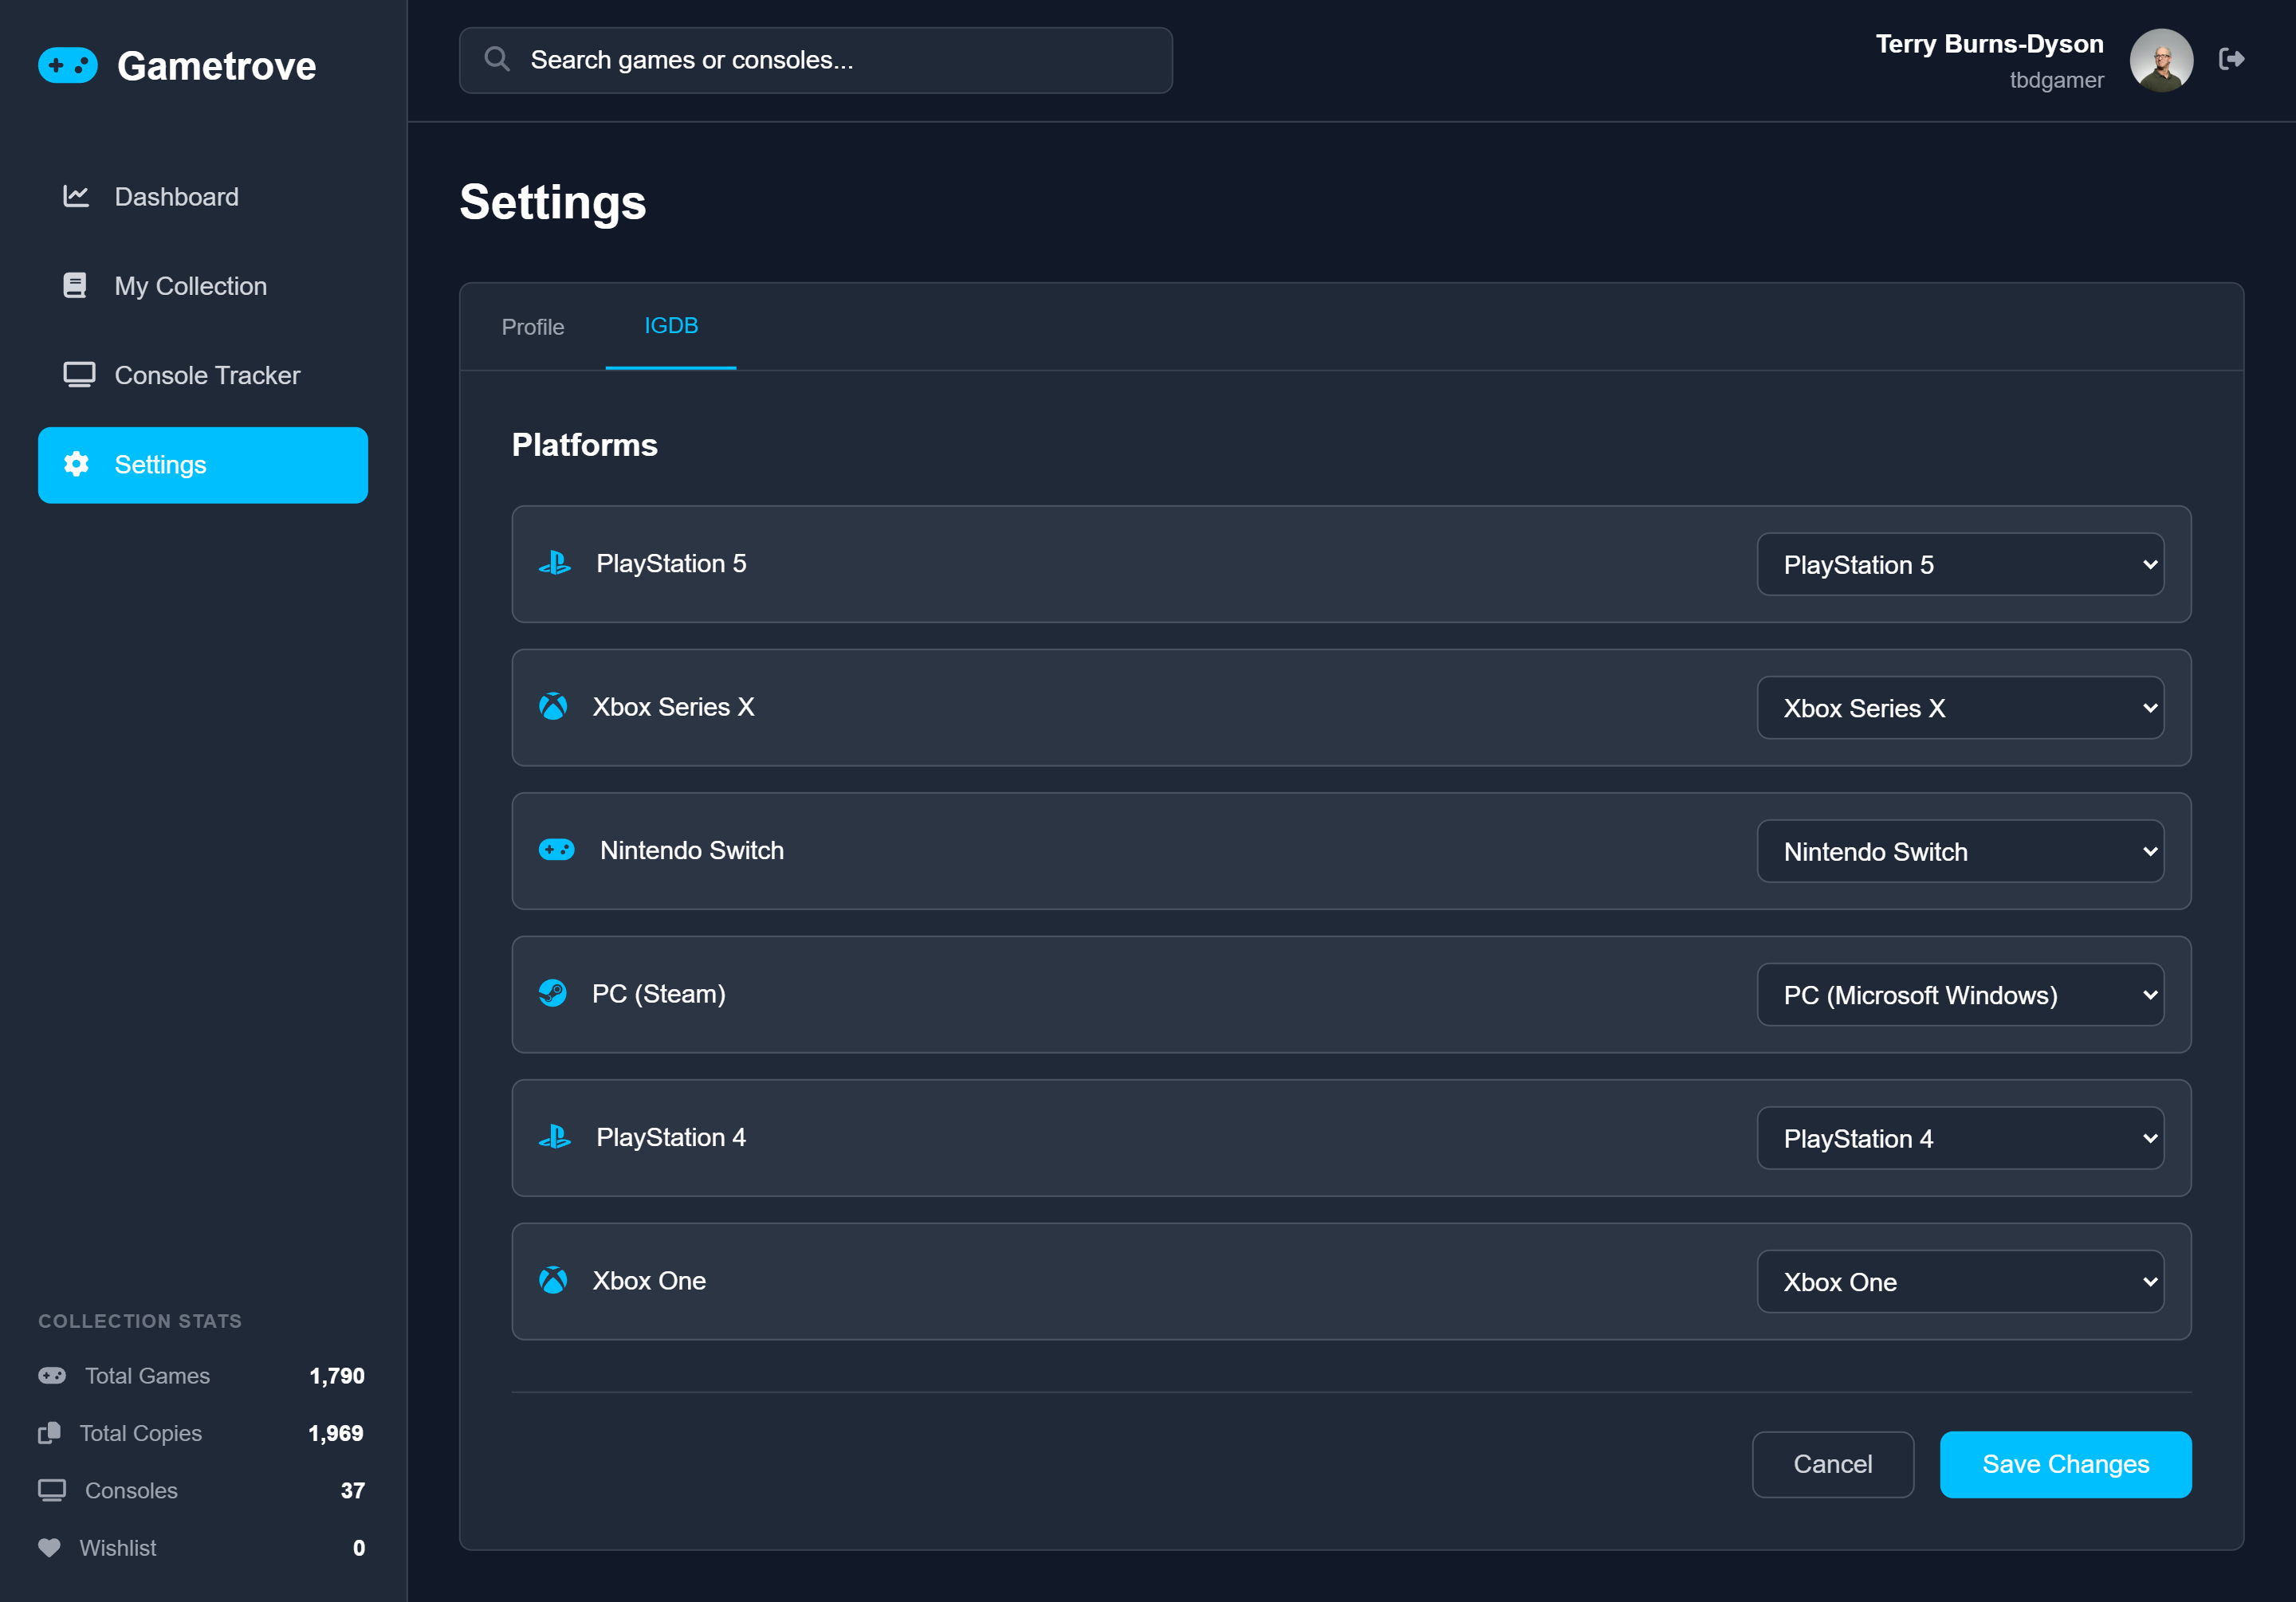 Gametrove
Dashboard
My Collection
Console Tracker
Settings
COLLECTION STATS
Total Games 1,790
Total Copies 1,969
Consoles 37
Wishlist 0
Search games or consoles...
Terry Burns-Dyson
tbdgamer
Settings
Profile IGDB
Platforms
PlayStation 5 PlayStation 5
Xbox Series X Xbox Series X
Nintendo Switch Nintendo Switch
PC (Steam) PC (Microsoft Windows)
PlayStation 4 PlayStation 4
Xbox One Xbox One
Cancel Save Changes